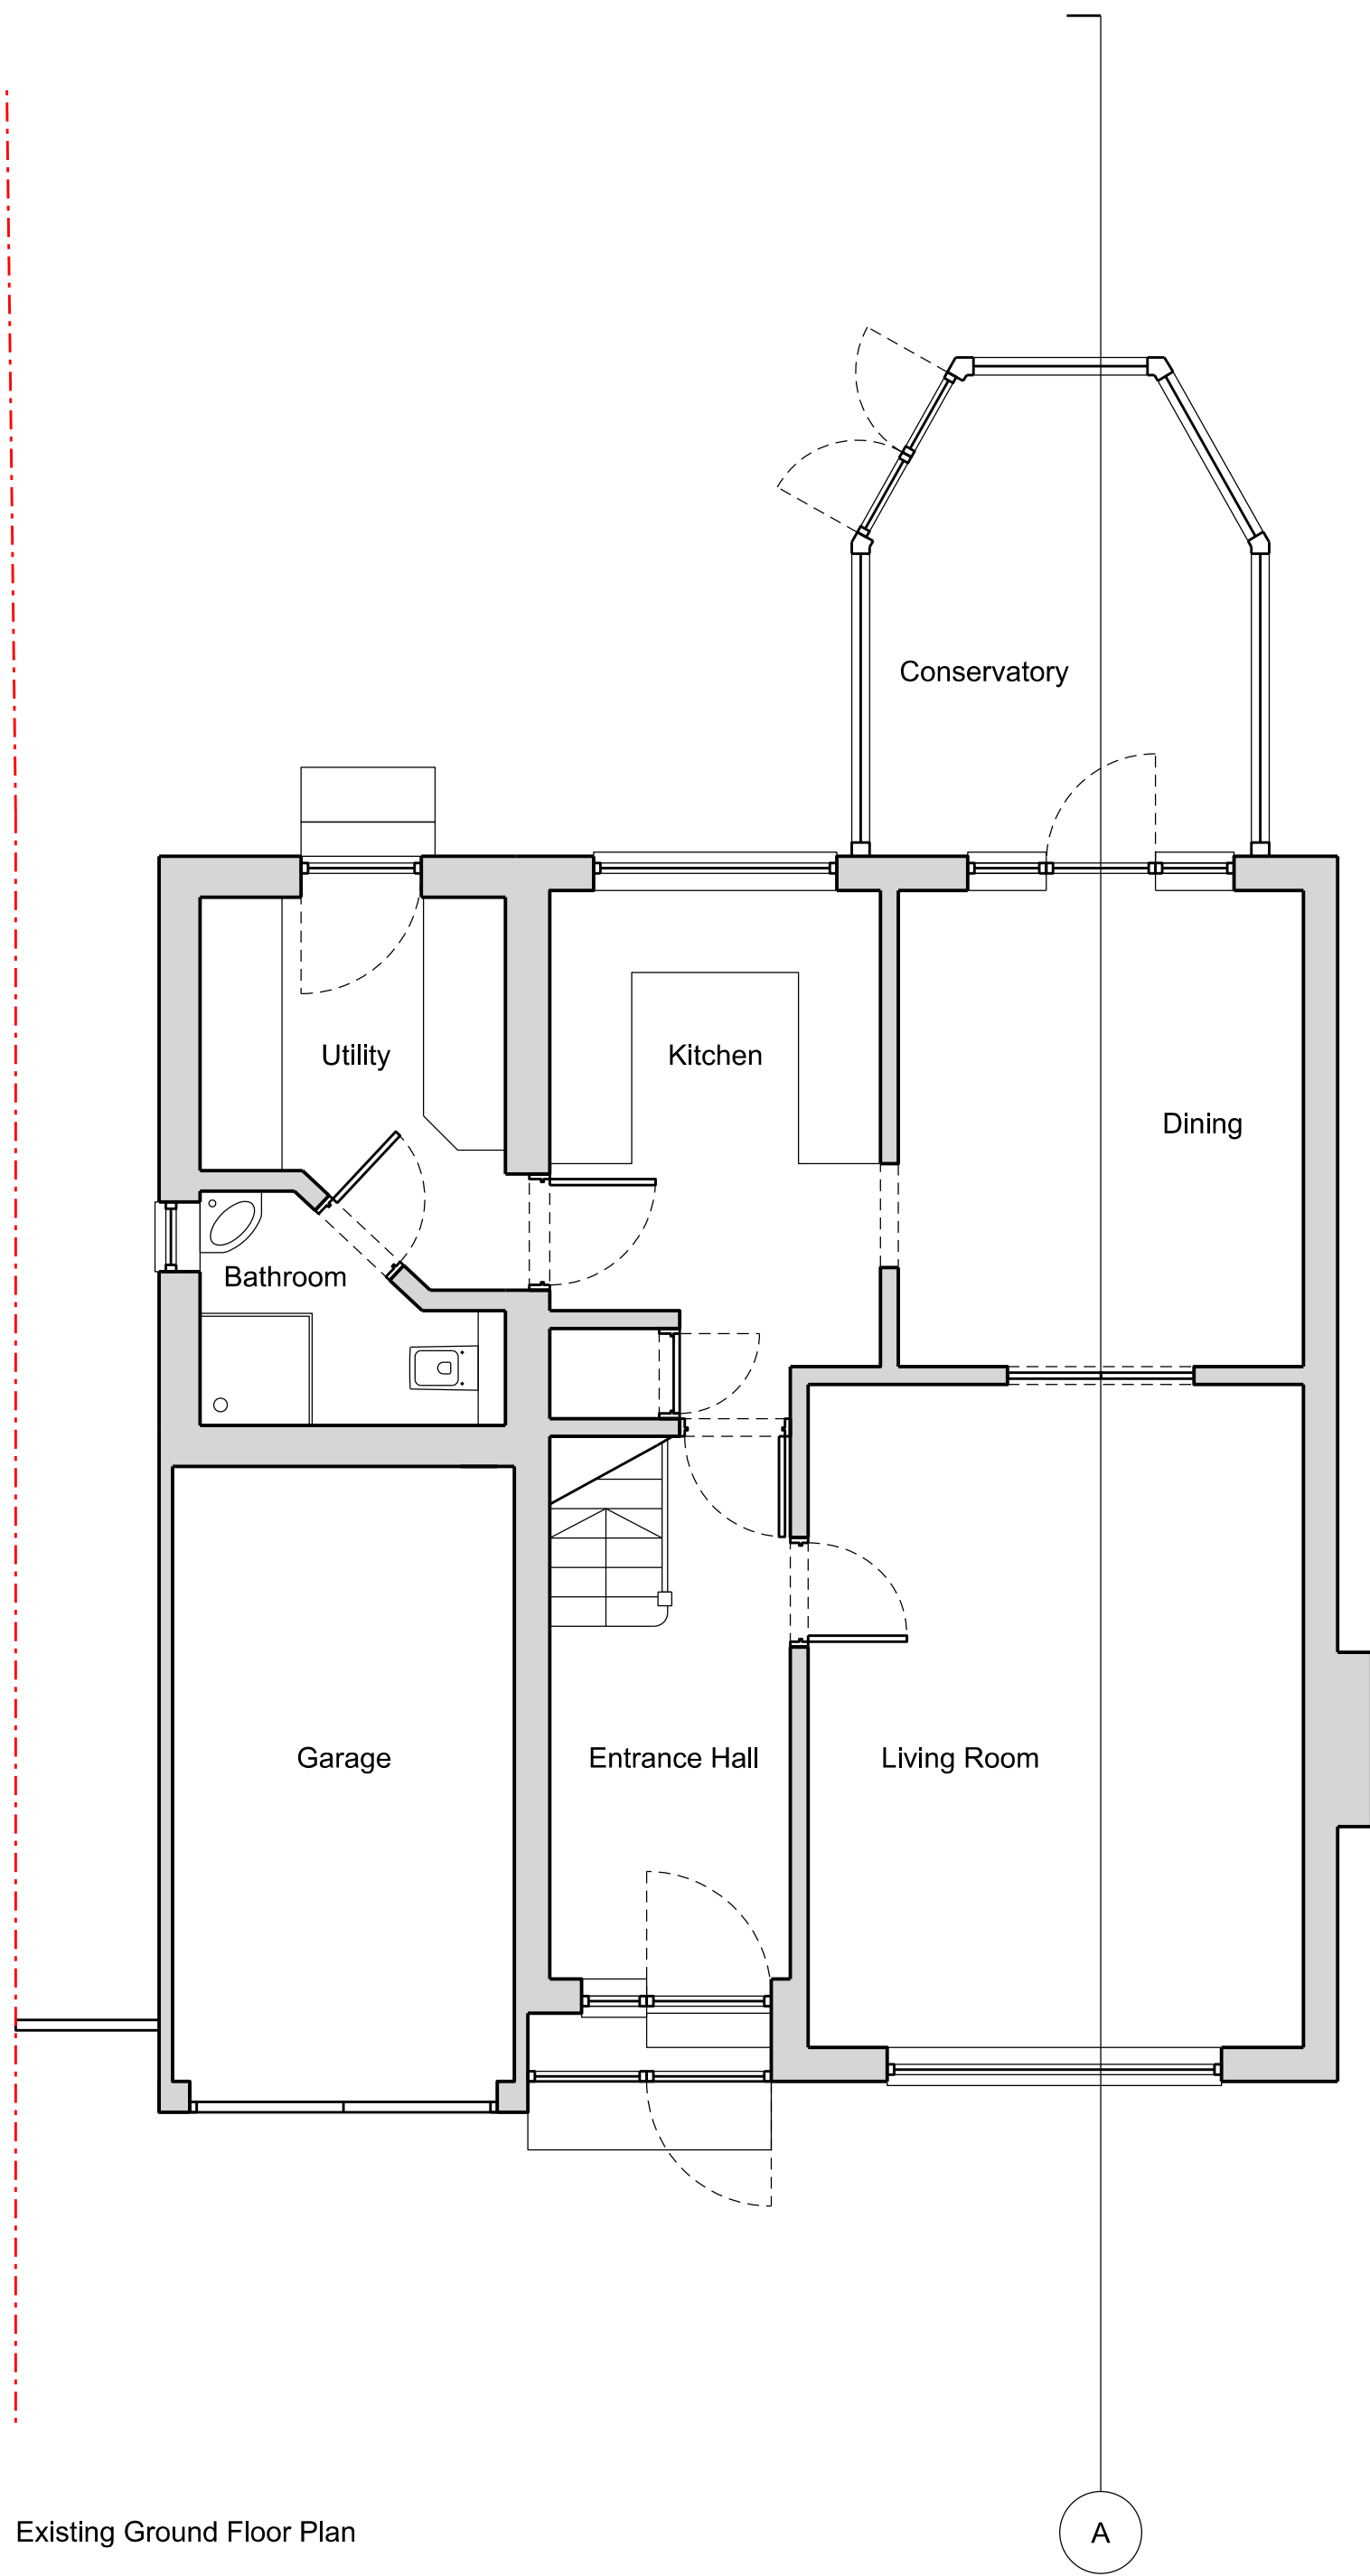 Conservatory
Utility
Kitchen
Dining
Bathroom
Garage
Entrance Hall
Living Room
Existing Ground Floor Plan
A